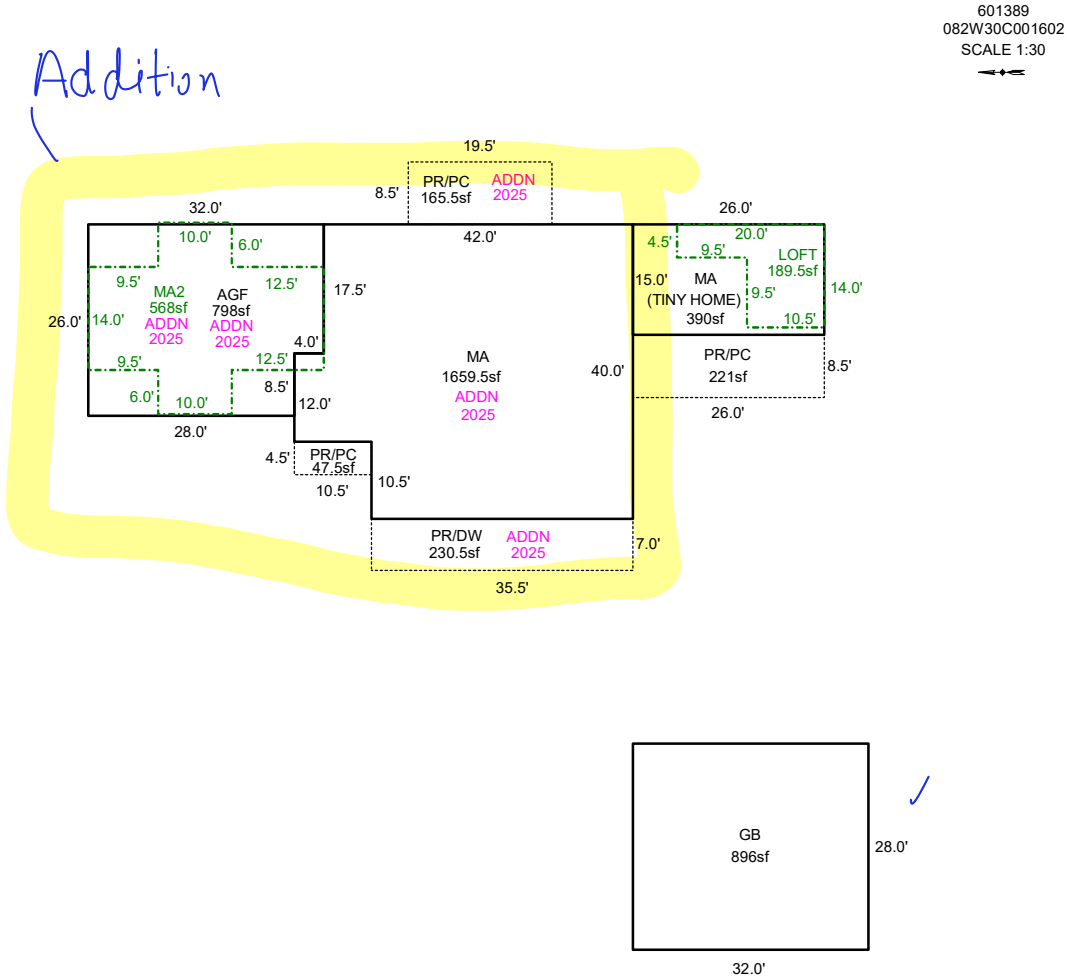 601389
082W30C001602
SCALE 1:30
Addition
19.5'
8.5'
PR/PC
165.5sf
ADDN
2025
32.0'
10.0'
6.0'
9.5'
12.5'
26.0'
14.0'
MA2
568sf
ADDN
2025
AGF
798sf
ADDN
2025
17.5'
4.0'
9.5'
12.5'
8.5'
6.0'
10.0'
12.0'
28.0'
42.0'
MA
1659.5sf
ADDN
2025
40.0'
4.5'
PR/PC
47.5sf
10.5'
10.5'
PR/DW
230.5sf
ADDN
2025
7.0'
35.5'
26.0'
4.5'
20.0'
9.5'
LOFT
189.5sf
15.0'
MA
(TINY HOME)
390sf
9.5'
14.0'
10.5'
PR/PC
221sf
8.5'
26.0'
GB
896sf
28.0'
32.0'